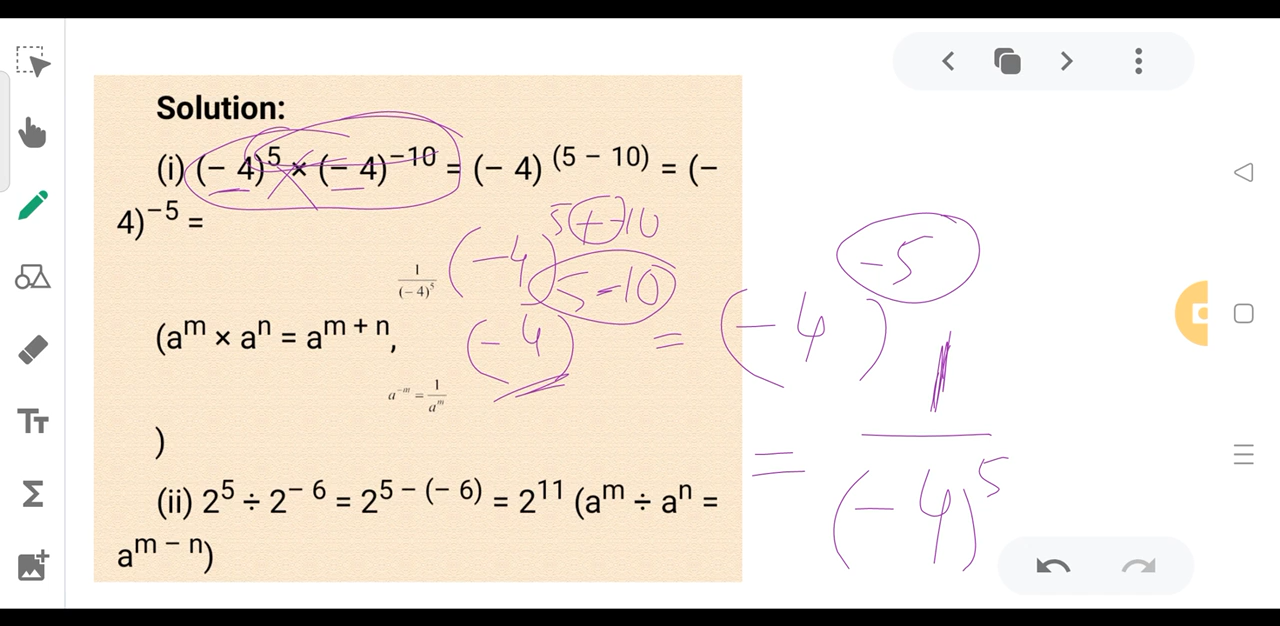 Solution:
(i) (– 4)⁵ × (– 4)⁻¹⁰ = (– 4) ⁽⁵ ⁻ ¹⁰⁾ = (–
4)⁻⁵ =
1/(– 4)⁵
(aᵐ × aⁿ = aᵐ ⁺ ⁿ,
a⁻ᵐ = 1/aᵐ
)
(ii) 2⁵ ÷ 2⁻ ⁶ = 2⁵ ⁻ ⁽⁻ ⁶⁾ = 2¹¹ (aᵐ ÷ aⁿ =
aᵐ ⁻ ⁿ)
5 + -10
(-4)
5 - 10
(-4) = (-4)⁻⁵
= 1/(-4)⁵
Tт
Σ